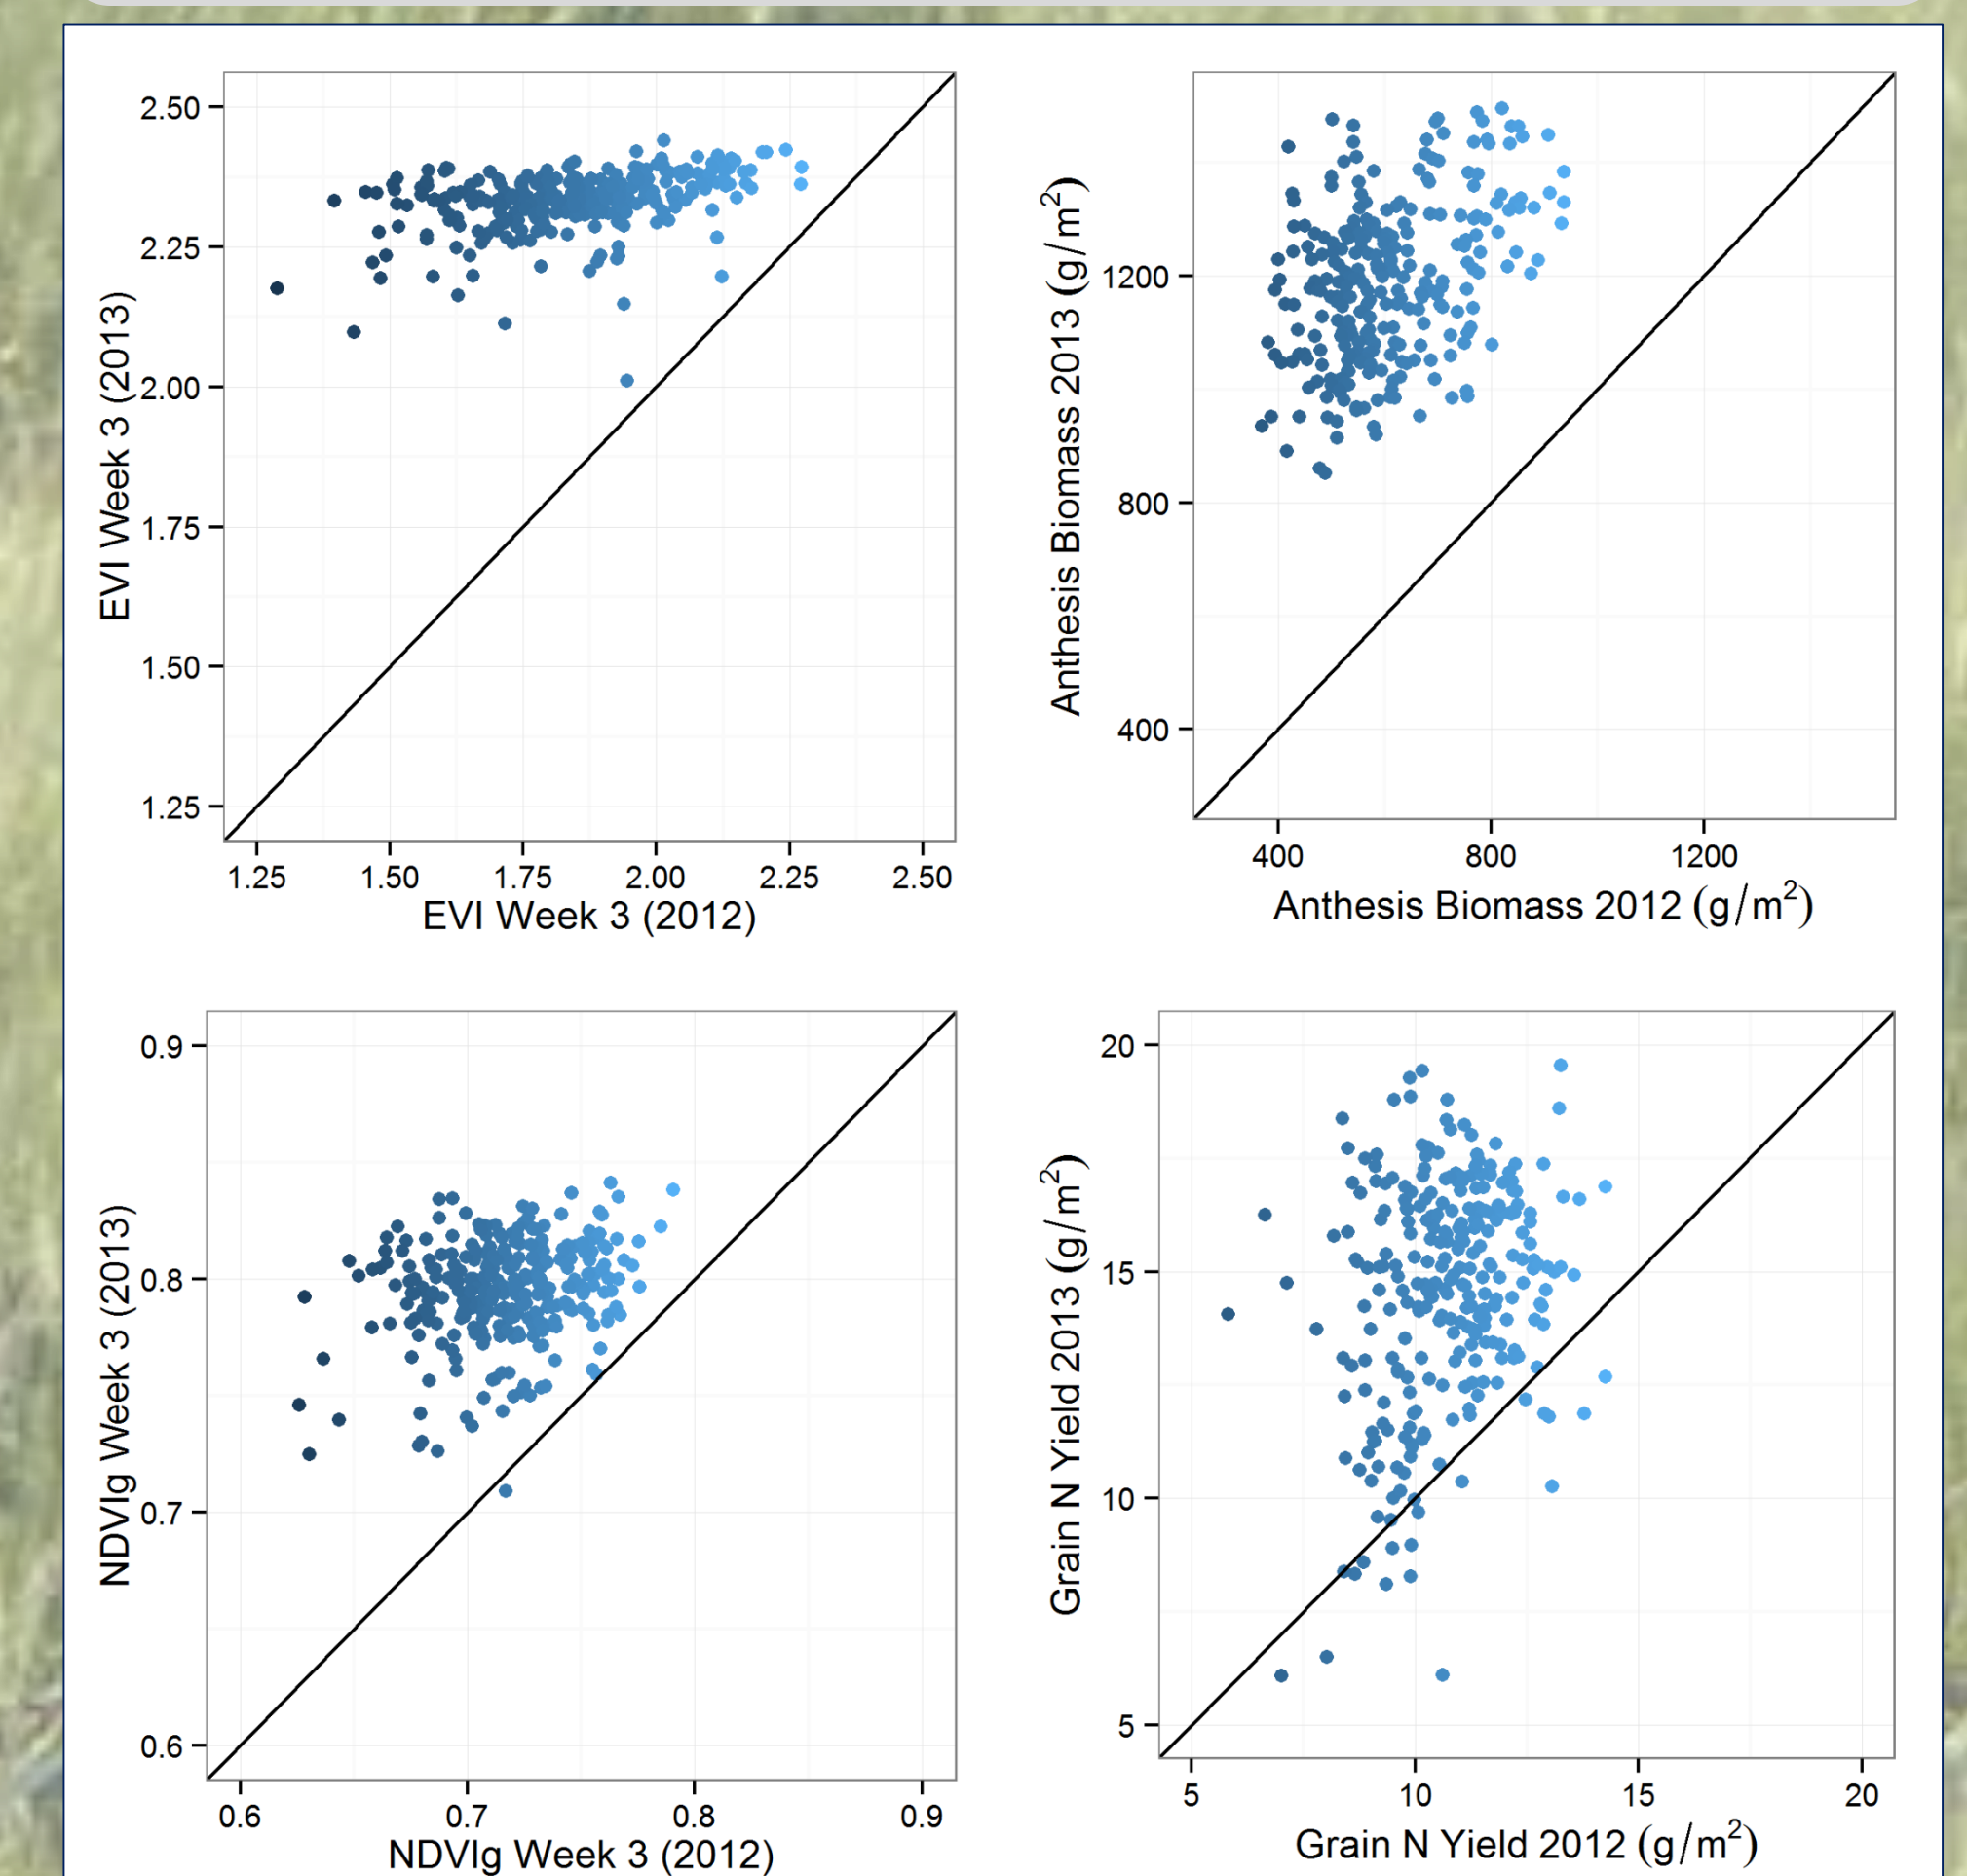 2.50
2.25
2.00
1.75
1.50
1.25
EVI Week 3 (2013)
1.25 1.50 1.75 2.00 2.25 2.50
EVI Week 3 (2012)
1200
800
400
Anthesis Biomass 2013 (g/m²)
400 800 1200
Anthesis Biomass 2012 (g/m²)
0.9
0.8
0.7
0.6
NDVIg Week 3 (2013)
0.6 0.7 0.8 0.9
NDVIg Week 3 (2012)
20
15
10
5
Grain N Yield 2013 (g/m²)
5 10 15 20
Grain N Yield 2012 (g/m²)